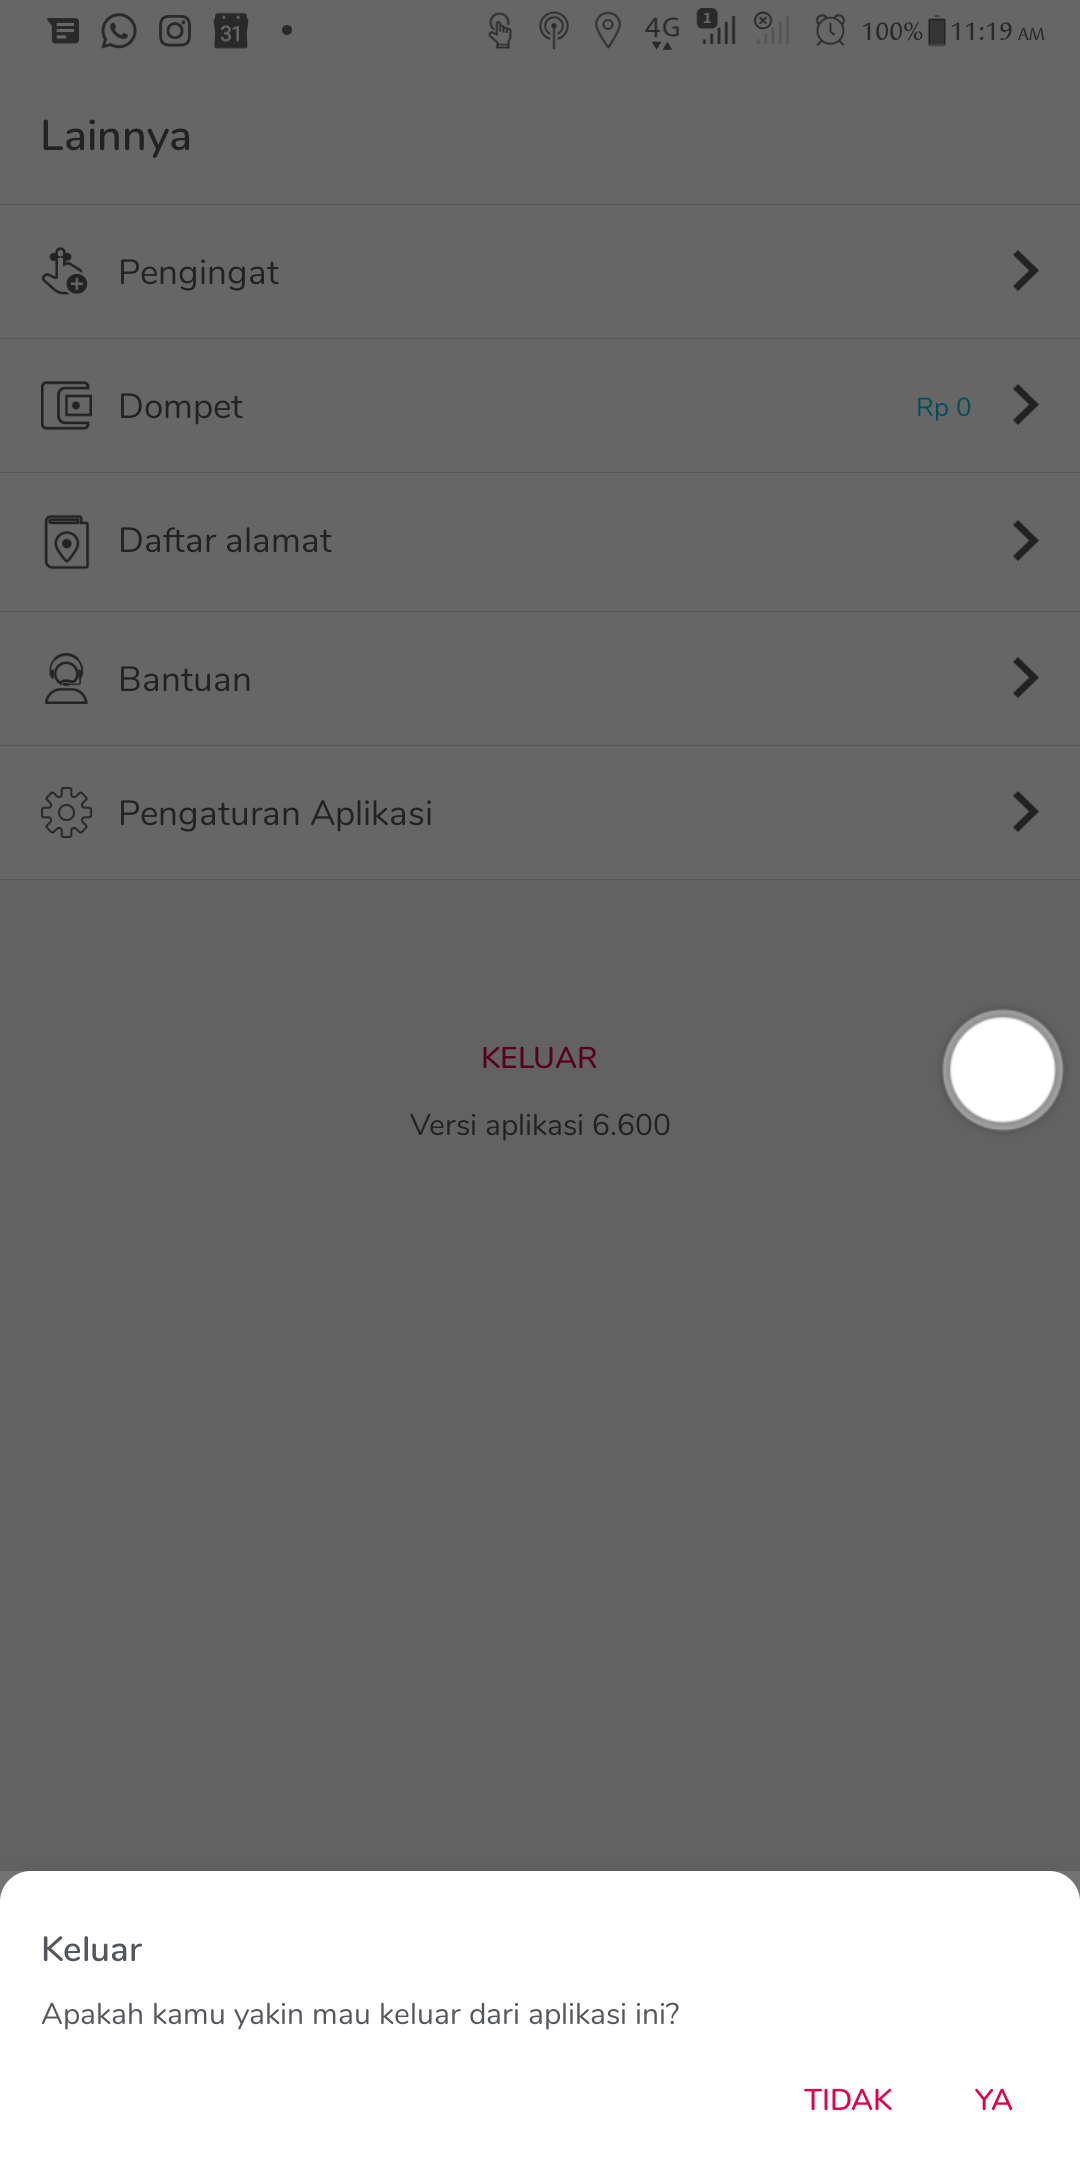 31 4G 1 100% 11:19 AM
Lainnya
Pengingat
Dompet Rp 0
Daftar alamat
Bantuan
Pengaturan Aplikasi
KELUAR
Versi aplikasi 6.600
Keluar
Apakah kamu yakin mau keluar dari aplikasi ini?
TIDAK YA